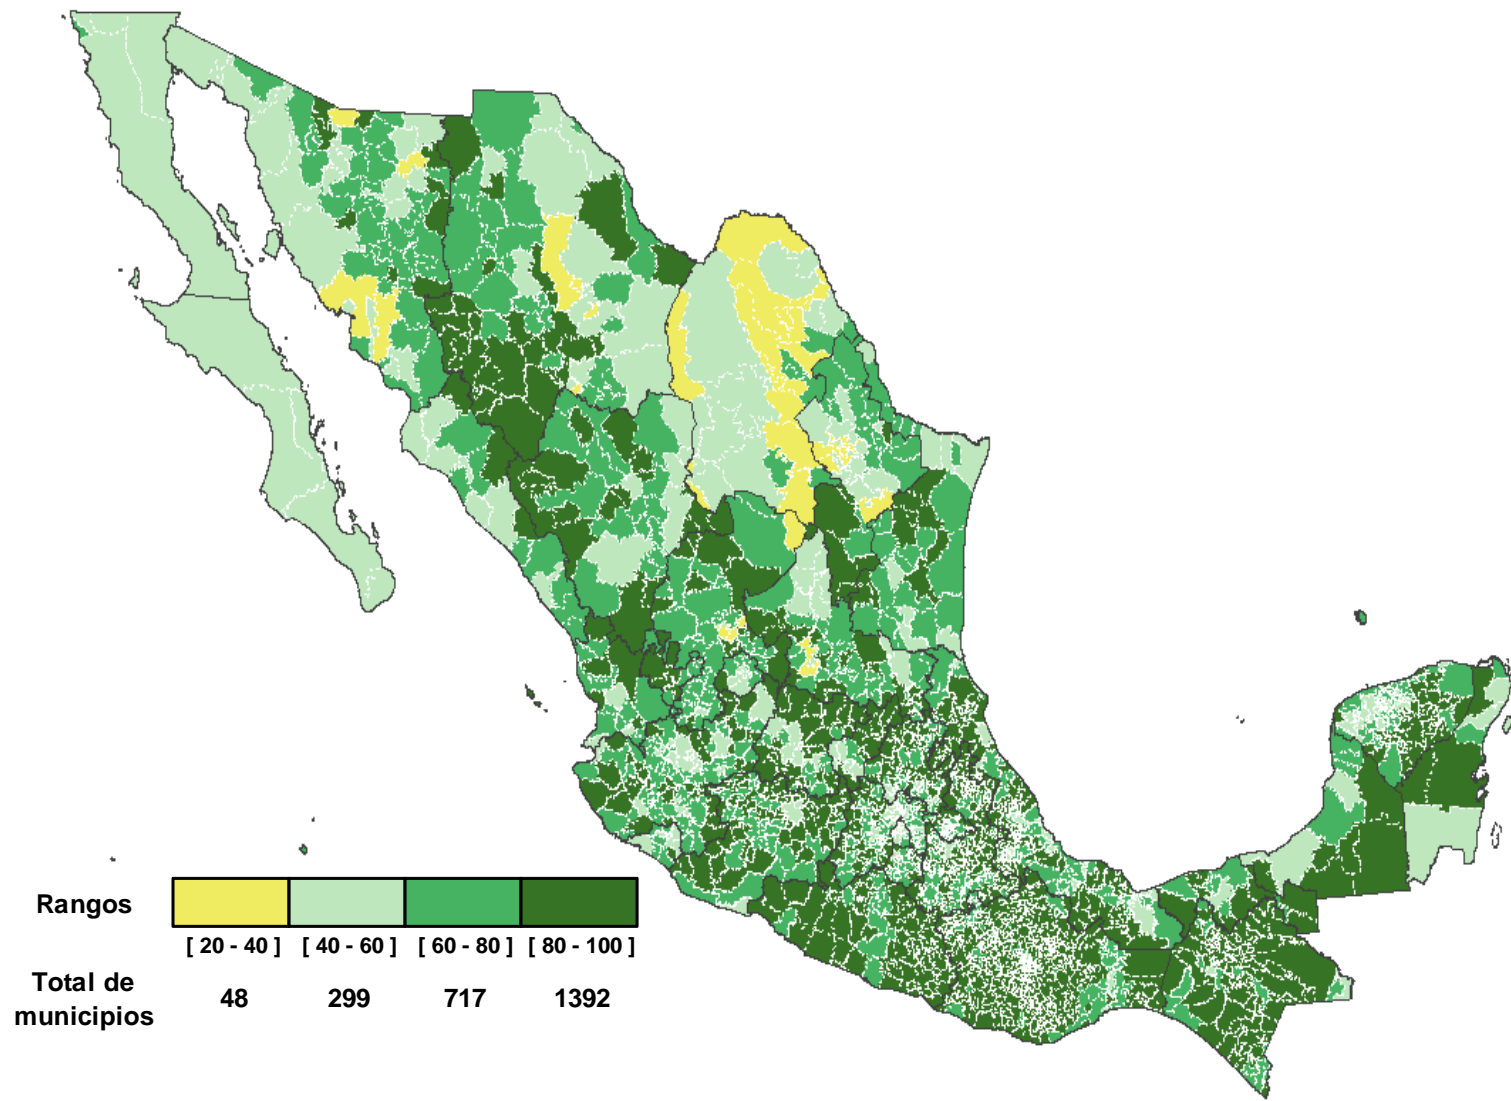 Rangos
[ 20 - 40 ] [ 40 - 60 ] [ 60 - 80 ] [ 80 - 100 ]
Total de
municipios
48 299 717 1392